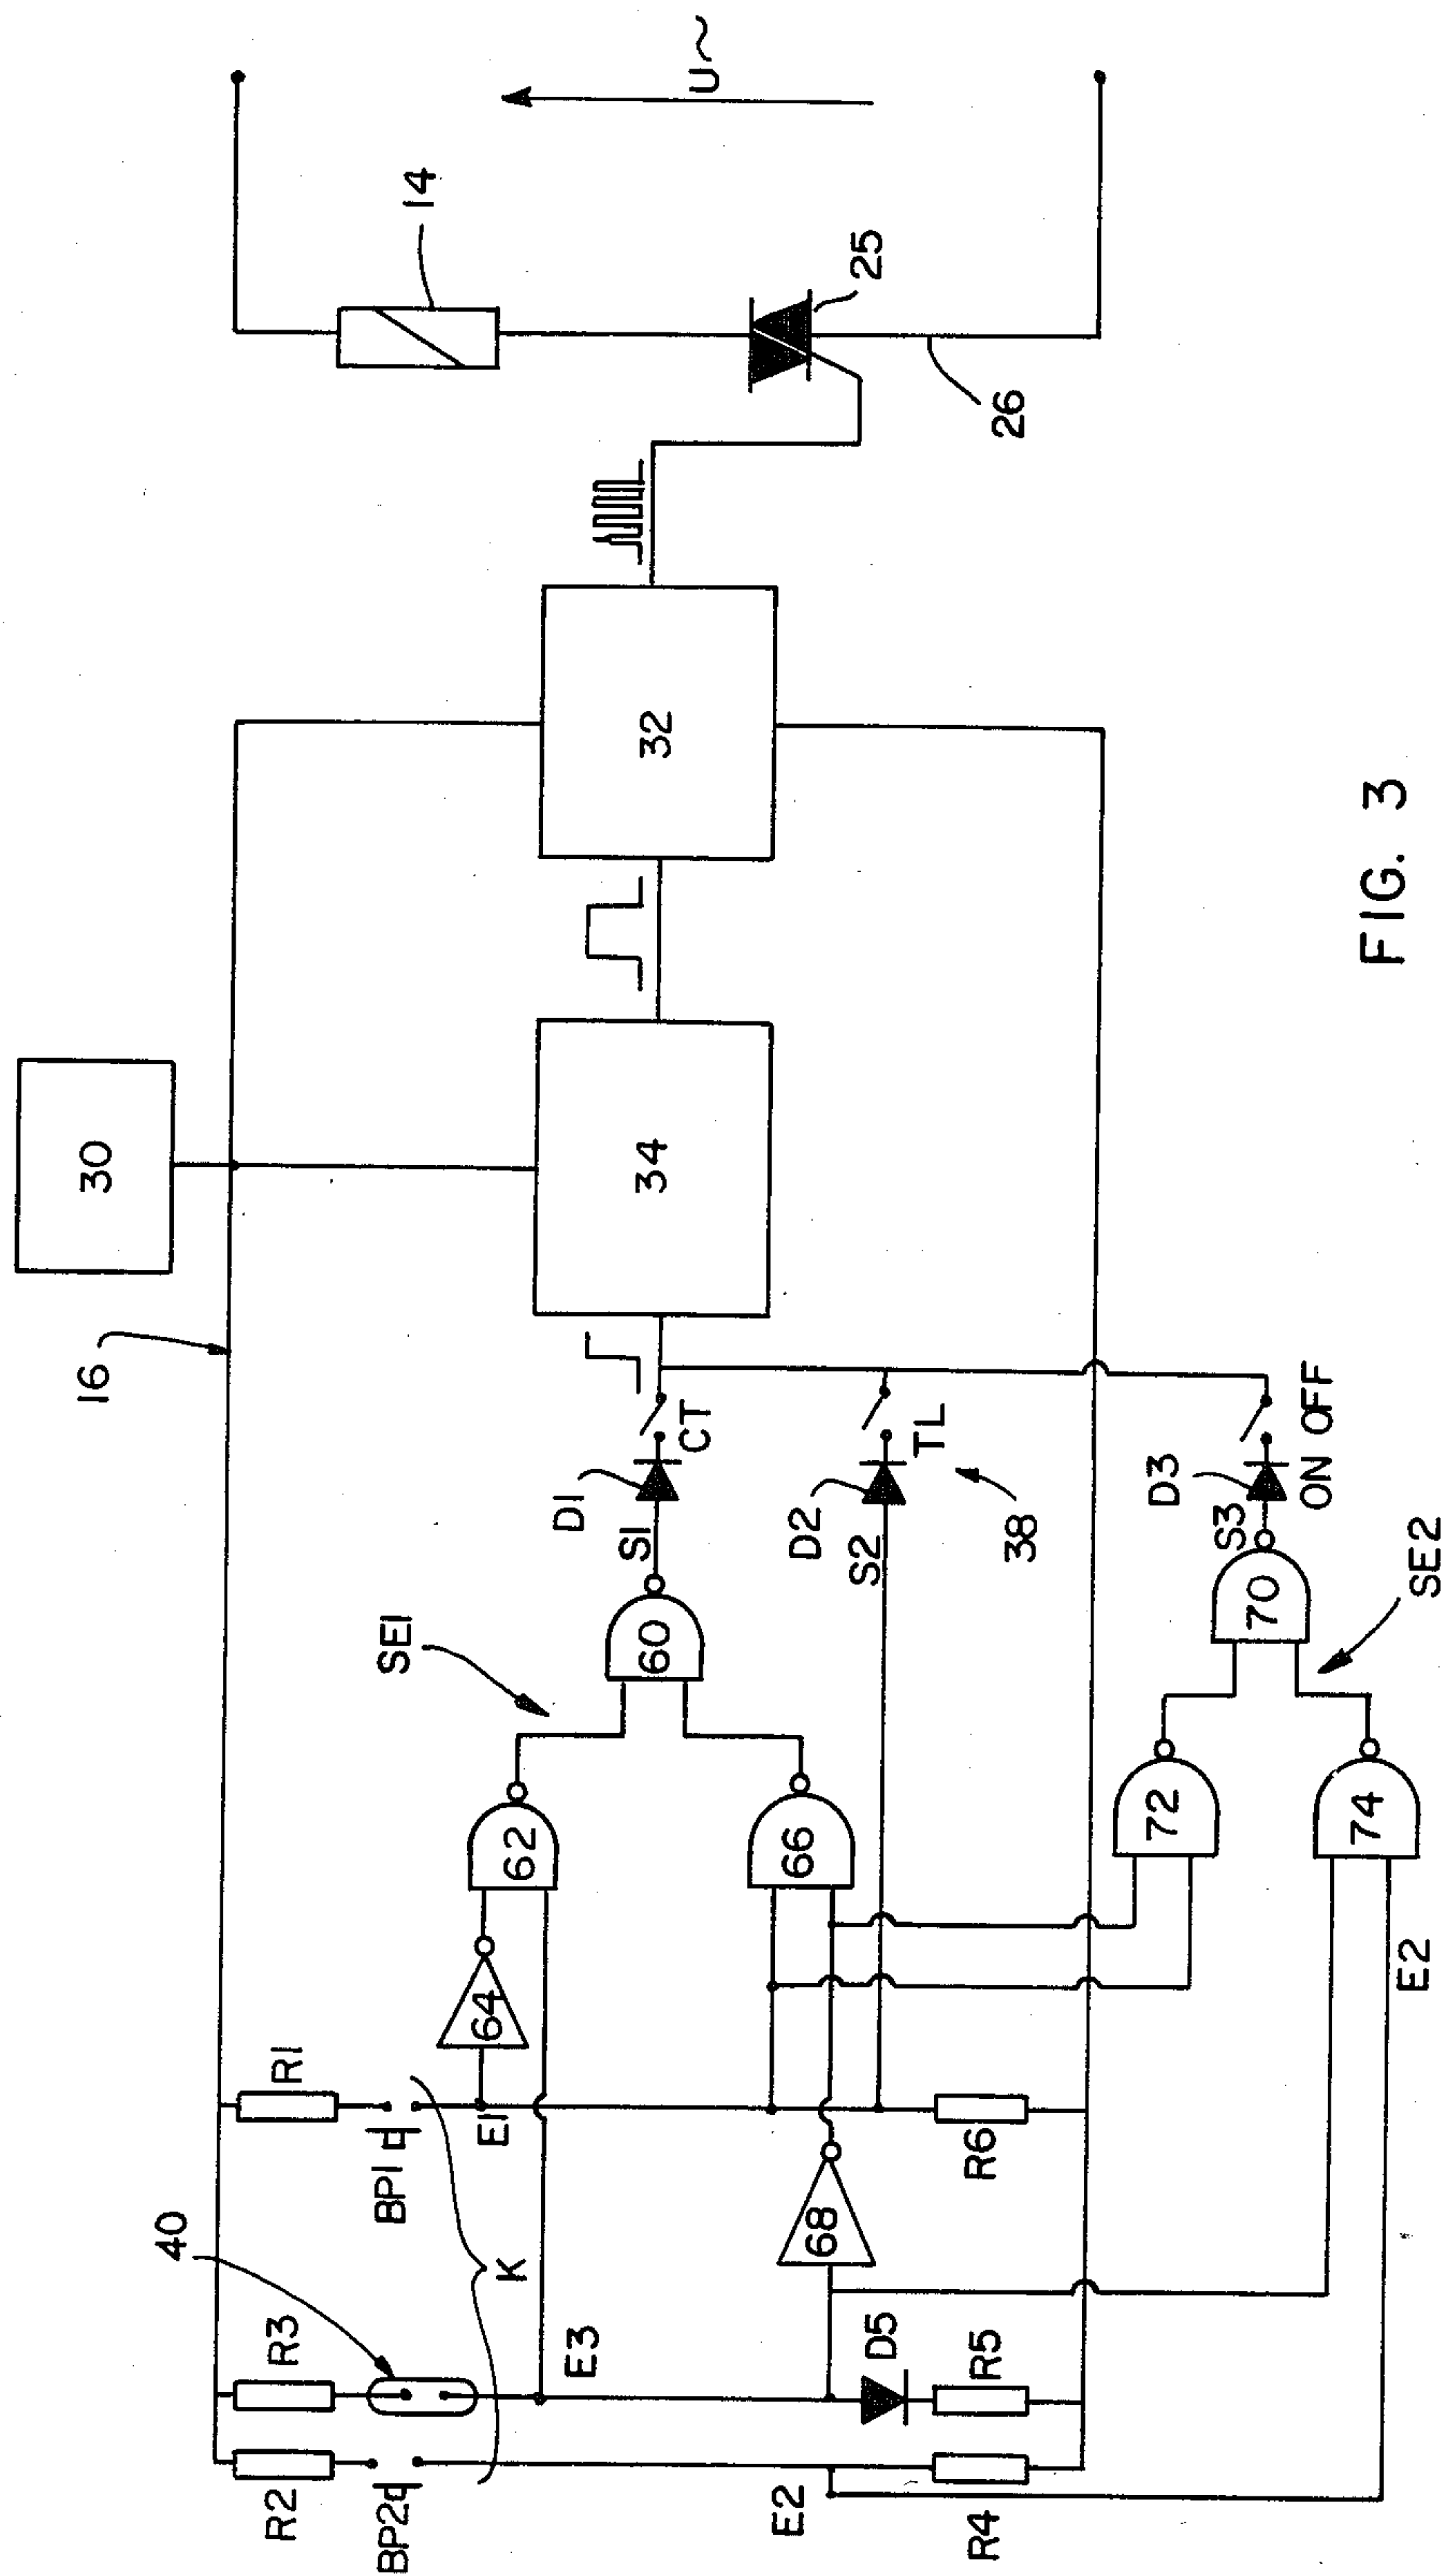 30
16
34
32
14
U~
25
26
R2
R3
40
R1
BP2
BP1
K
E1
E3
64
62
SE1
60
S1
D1
CT
68
66
S2
D2
TL
38
E2
R4
D5
R5
R6
72
74
E2
70
S3
D3
ON OFF
SE2
FIG. 3